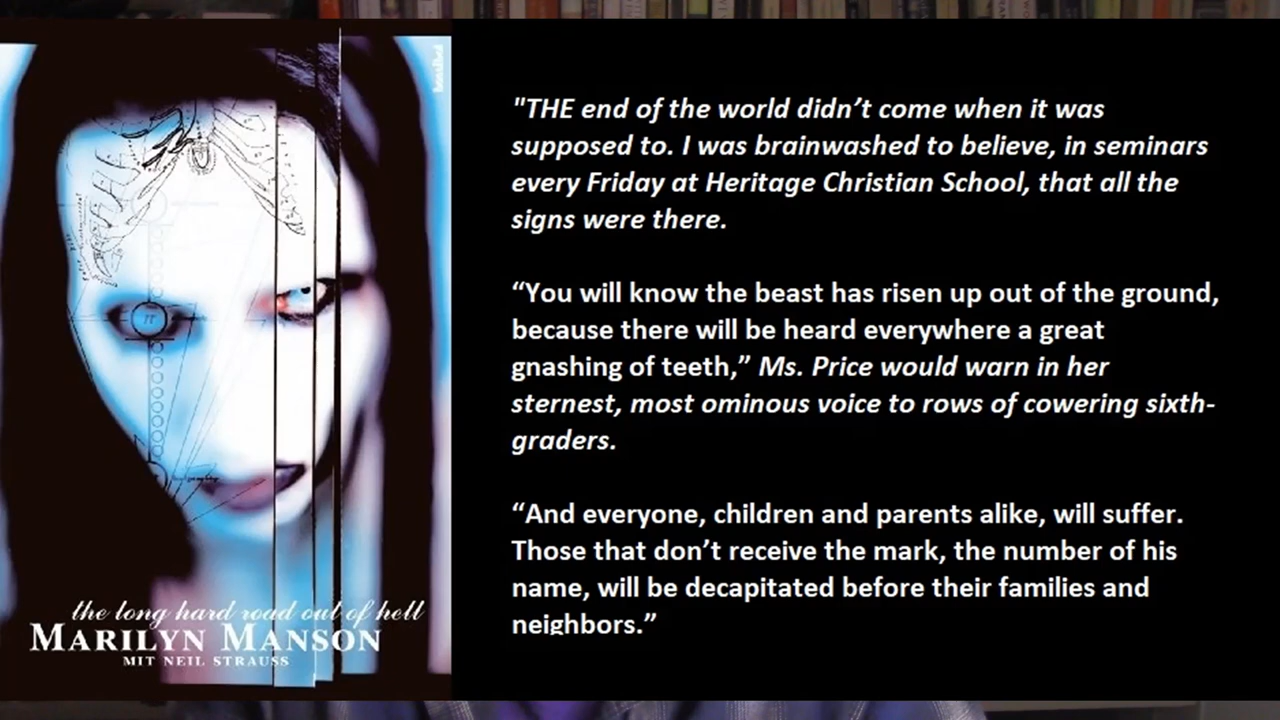 "THE end of the world didn’t come when it was
supposed to. I was brainwashed to believe, in seminars
every Friday at Heritage Christian School, that all the
signs were there.
“You will know the beast has risen up out of the ground,
because there will be heard everywhere a great
gnashing of teeth,” Ms. Price would warn in her
sternest, most ominous voice to rows of cowering sixth-
graders.
“And everyone, children and parents alike, will suffer.
Those that don’t receive the mark, the number of his
name, will be decapitated before their families and
neighbors.”
the long hard road out of hell
MARILYN MANSON
MIT NEIL STRAUSS